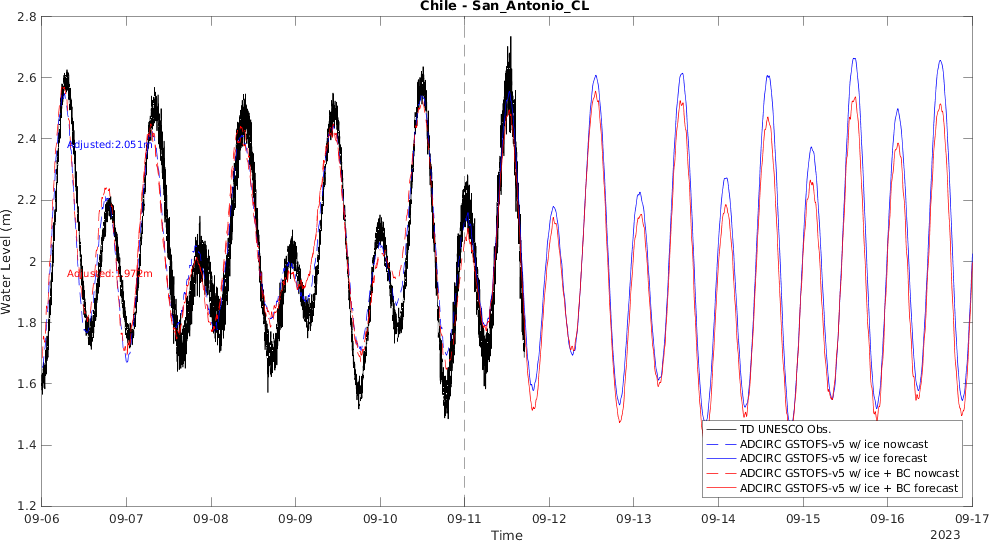 Chile - San_Antonio_CL
2.8
2.6
2.4
2.2
2
1.8
1.6
1.4
1.2
Water Level (m)
Adjusted:2.051m
Adjusted:1.972m
TD UNESCO Obs.
ADCIRC GSTOFS-v5 w/ ice nowcast
ADCIRC GSTOFS-v5 w/ ice forecast
ADCIRC GSTOFS-v5 w/ ice + BC nowcast
ADCIRC GSTOFS-v5 w/ ice + BC forecast
09-06 09-07 09-08 09-09 09-10 09-11 09-12 09-13 09-14 09-15 09-16 09-17
Time
2023